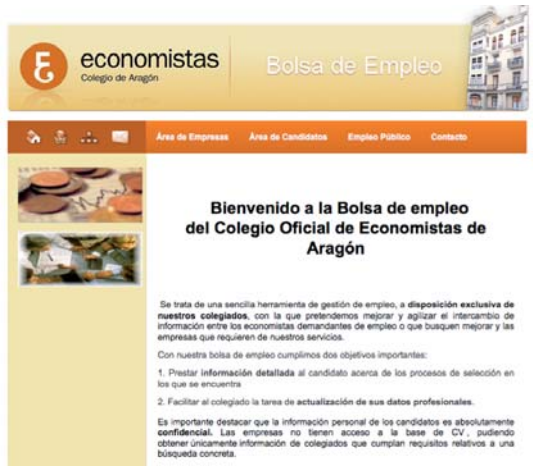 economistas
Colegio de Aragón
Bolsa de Empleo
Área de Empresas Área de Candidatos Empleo Público Contacto
Bienvenido a la Bolsa de empleo
del Colegio Oficial de Economistas de
Aragón
Se trata de una sencilla herramienta de gestión de empleo, a disposición exclusiva de
nuestros colegiados, con la que pretendemos mejorar y agilizar el intercambio de
información entre los economistas demandantes de empleo o que busquen mejorar y las
empresas que requieren de nuestros servicios.
Con nuestra bolsa de empleo cumplimos dos objetivos importantes:
1. Prestar información detallada al candidato acerca de los procesos de selección en
los que se encuentra
2. Facilitar el colegiado la tarea de actualización de sus datos profesionales.
Es importante destacar que la información personal de los candidatos es absolutamente
confidencial. Las empresas no tienen acceso a la base de CV, pudiendo
obtener únicamente información de colegiados que cumplan requisitos relativos a una
búsqueda concreta.